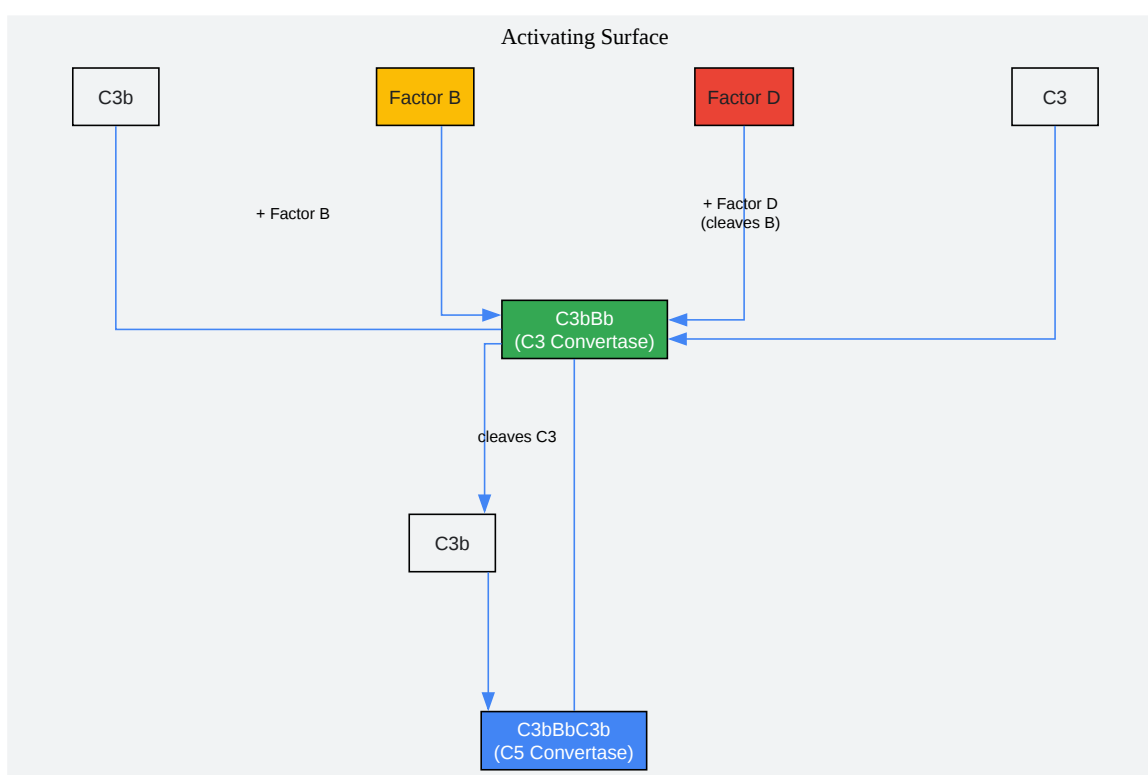 Activating Surface
C3b
Factor B
Factor D
C3
+ Factor B
+ Factor D
(cleaves B)
C3bBb
(C3 Convertase)
cleaves C3
C3b
C3bBbC3b
(C5 Convertase)